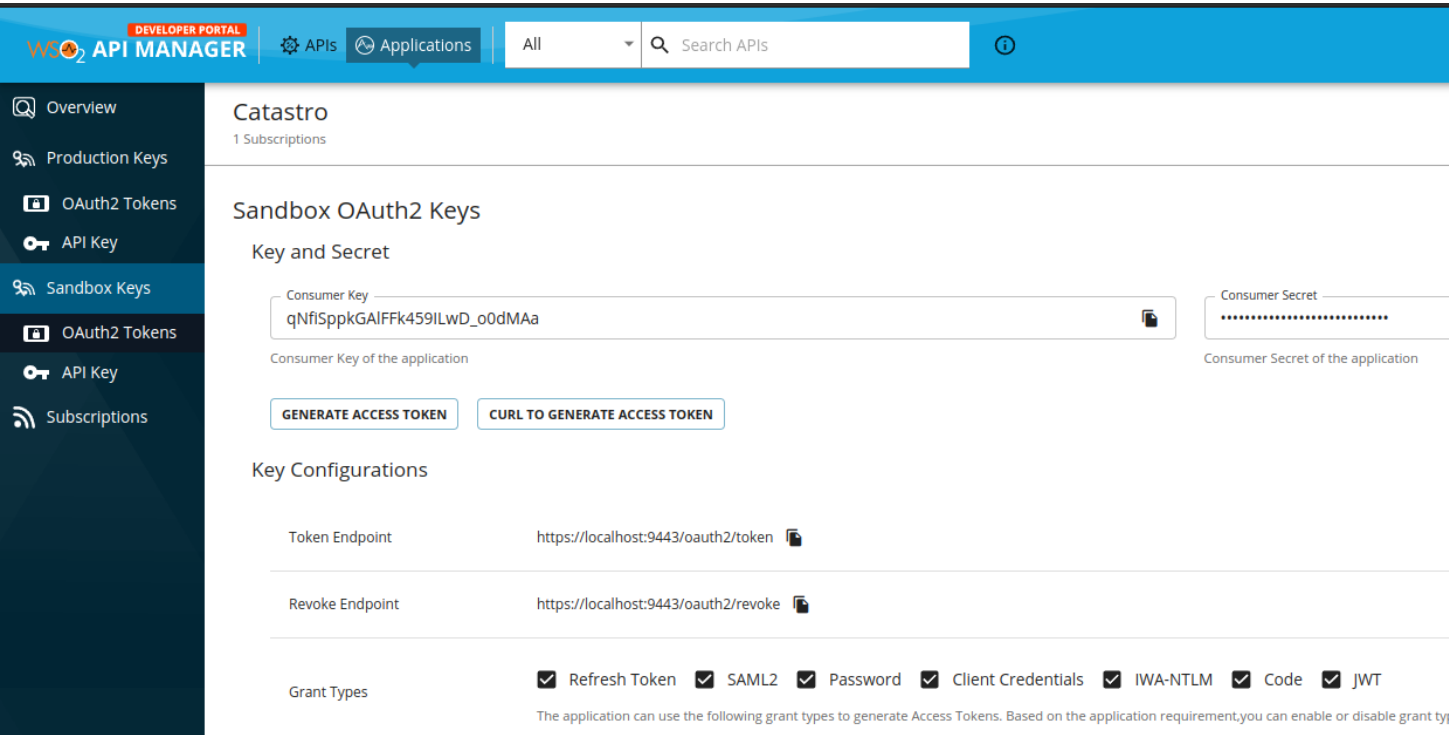 DEVELOPER PORTAL
WSO2 API MANAGER
APIs
Applications
All
Search APIs
Overview
Production Keys
OAuth2 Tokens
API Key
Sandbox Keys
OAuth2 Tokens
API Key
Subscriptions
Catastro
1 Subscriptions
Sandbox OAuth2 Keys
Key and Secret
Consumer Key
qNfiSppkGAlFFk459ILwD_o0dMAa
Consumer Key of the application
Consumer Secret
••••••••••••••••••••••••••••
Consumer Secret of the application
GENERATE ACCESS TOKEN
CURL TO GENERATE ACCESS TOKEN
Key Configurations
Token Endpoint
https://localhost:9443/oauth2/token
Revoke Endpoint
https://localhost:9443/oauth2/revoke
Grant Types
Refresh Token
SAML2
Password
Client Credentials
IWA-NTLM
Code
JWT
The application can use the following grant types to generate Access Tokens. Based on the application requirement,you can enable or disable grant